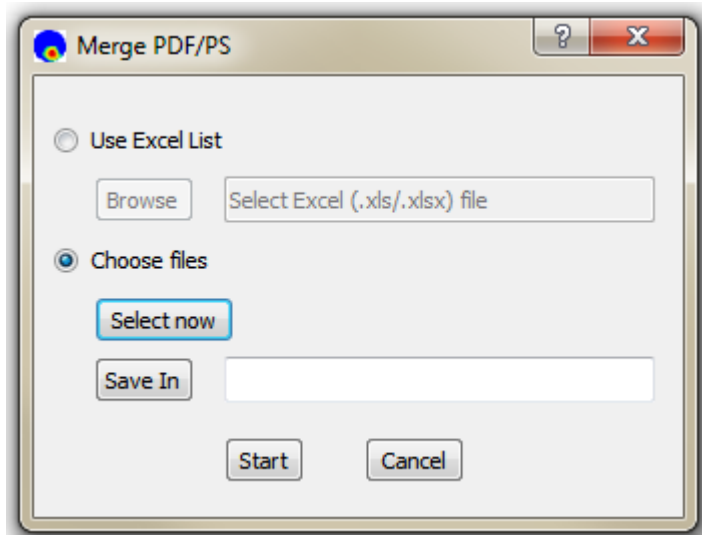 Merge PDF/PS
Use Excel List
Browse Select Excel (.xls/.xlsx) file
Choose files
Select now
Save In
Start Cancel